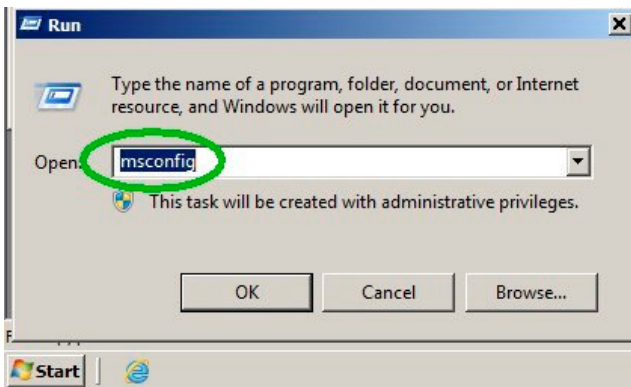 Run
Type the name of a program, folder, document, or Internet
resource, and Windows will open it for you.
Open: msconfig
This task will be created with administrative privileges.
OK Cancel Browse...
Start